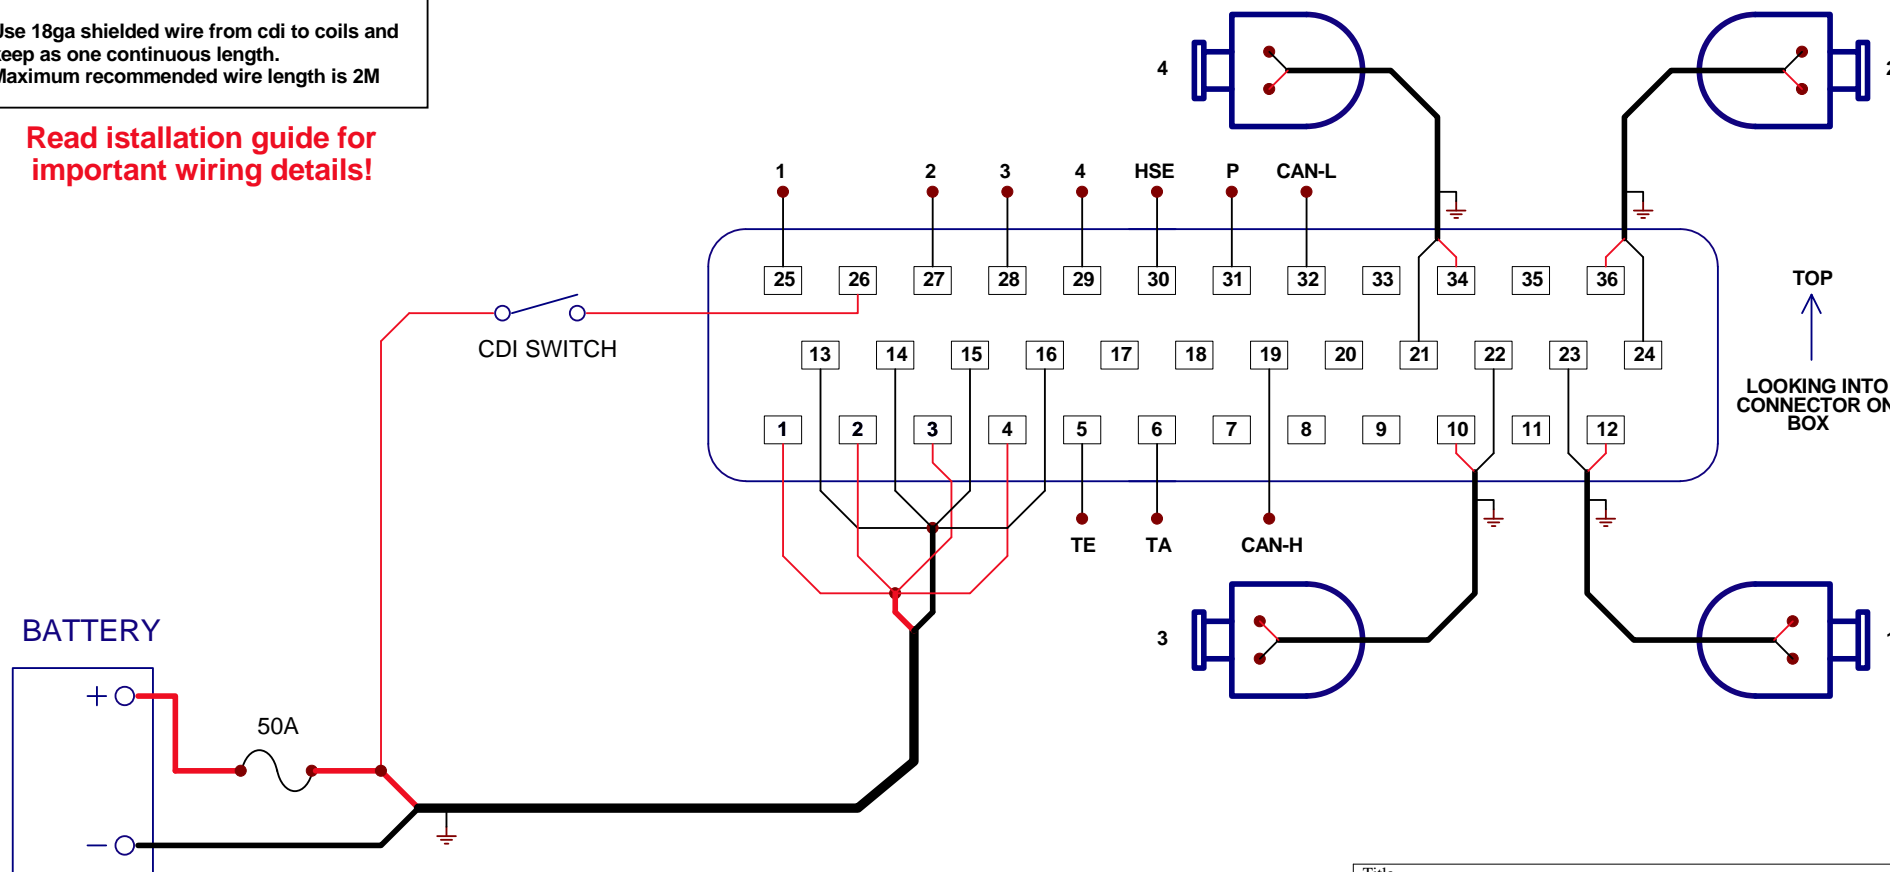 Use 18ga shielded wire from cdi to coils and
keep as one continuous length.
Maximum recommended wire length is 2M
Read istallation guide for
important wiring details!
4
2
1 2 3 4 HSE P CAN-L
25 26 27 28 29 30 31 32 33 34 35 36
TOP
CDI SWITCH
13 14 15 16 17 18 19 20 21 22 23 24
LOOKING INTO
CONNECTOR ON
BOX
1 2 3 4 5 6 7 8 9 10 11 12
TE TA CAN-H
BATTERY
3
1
+
50A
−
Title